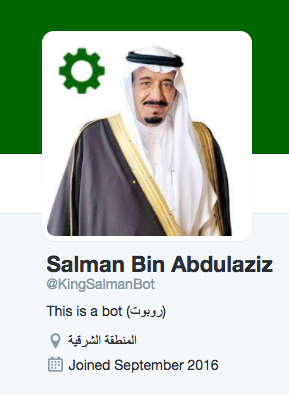 Salman Bin Abdulaziz
@KingSalmanBot
This is a bot (روبوت)
المنطقة الشرقية
Joined September 2016